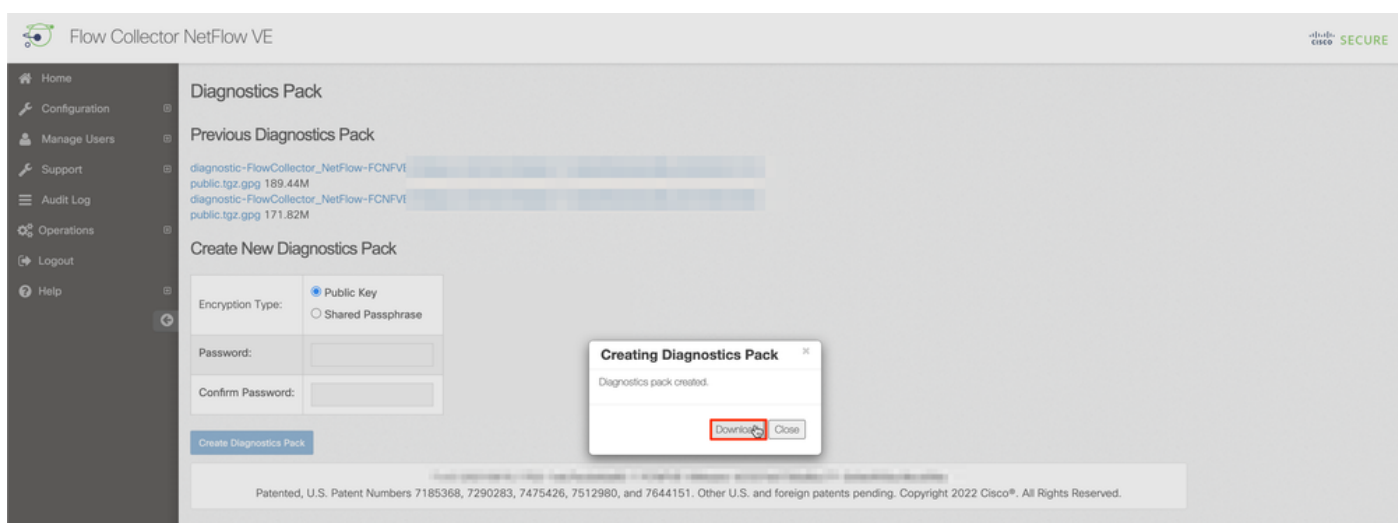 Flow Collector NetFlow VE
CISCO SECURE
Home
Configuration
Manage Users
Support
Audit Log
Operations
Logout
Help
Diagnostics Pack
Previous Diagnostics Pack
diagnostic-FlowCollector_NetFlow-FCNFVE
public.tgz.gpg 189.44M
diagnostic-FlowCollector_NetFlow-FCNFVE
public.tgz.gpg 171.82M
Create New Diagnostics Pack
Encryption Type:
Public Key
Shared Passphrase
Password:
Confirm Password:
Create Diagnostics Pack
Creating Diagnostics Pack
×
Diagnostics pack created.
Download
Close
Patented, U.S. Patent Numbers 7185368, 7290283, 7475426, 7512980, and 7644151. Other U.S. and foreign patents pending. Copyright 2022 Cisco®. All Rights Reserved.